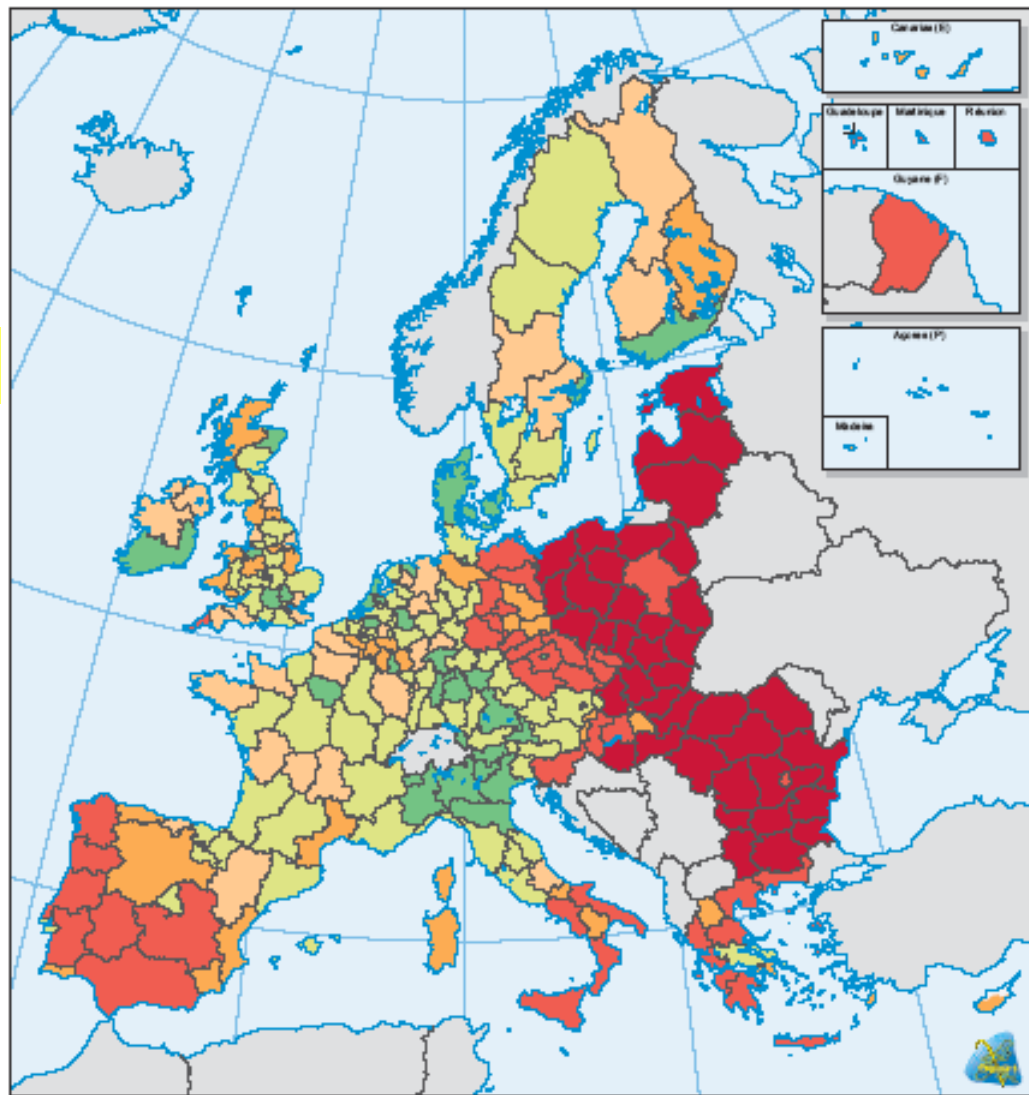 Canarias (E)
Guadeloupe
Martinique
Réunion
Guyane (F)
Açores (P)
Madeira